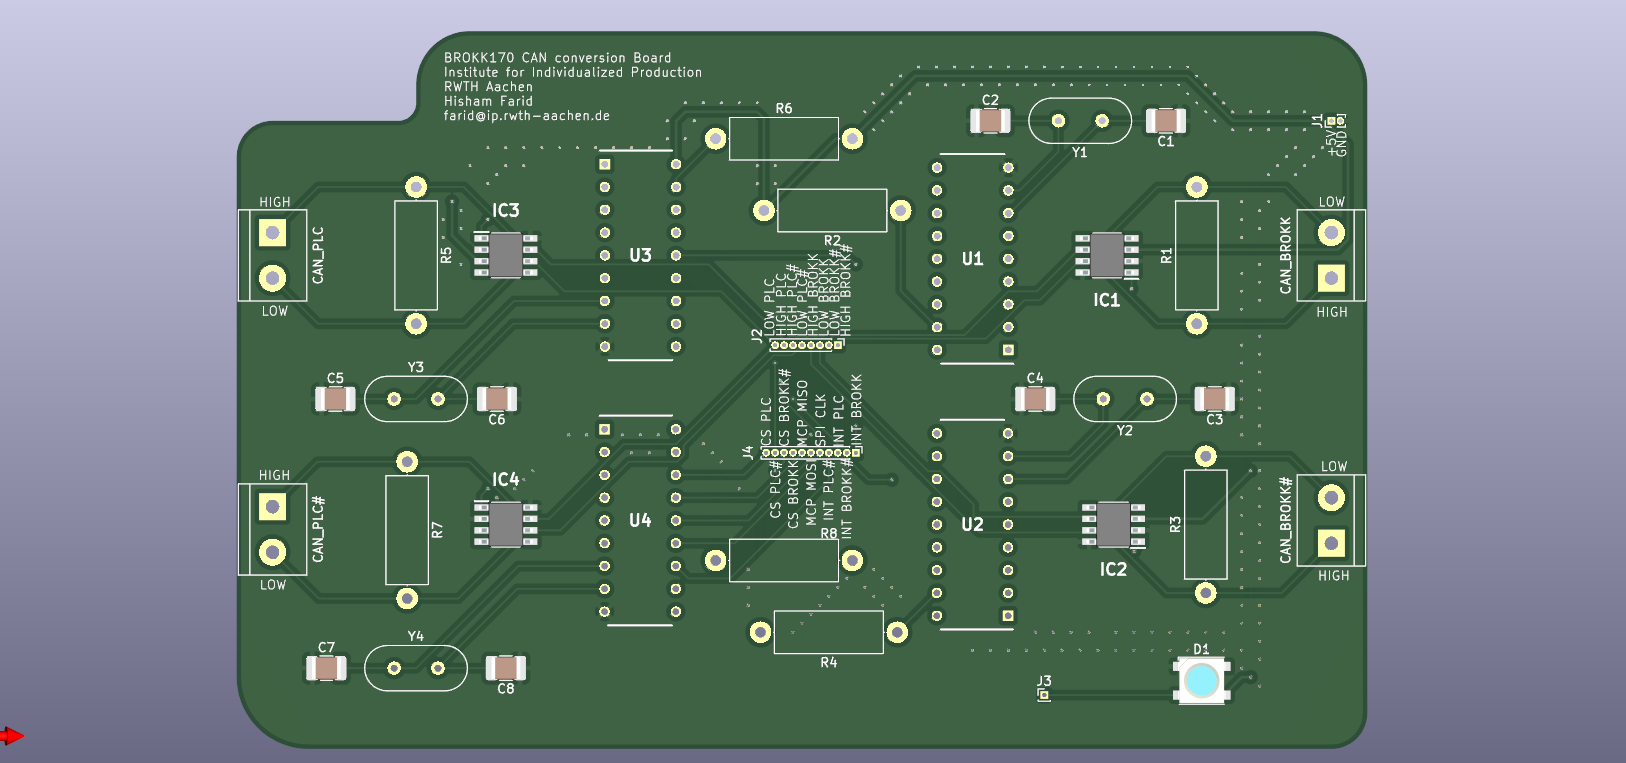 BROKK170 CAN conversion Board
Institute for Individualized Production
RWTH Aachen
Hisham Farid
farid@ip.rwth-aachen.de
R6
C2
C1
Y1
J1
+5V
GND
HIGH
CAN_PLC
LOW
R5
IC3
U3
R2
U1
IC1
R1
LOW
CAN_BROKK
HIGH
J2
LOW PLC
HIGH PLC
HIGH PLC#
LOW PLC#
HIGH BROKK
LOW BROKK
LOW BROKK#
HIGH BROKK#
C5
Y3
C6
C4
Y2
C3
J4
CS PLC
CS BROKK#
MCP MISO
SPI CLK
INT PLC
INT BROKK
CS PLC#
CS BROKK
MCP MOSI
INT PLC#
INT BROKK#
HIGH
CAN_PLC#
LOW
R7
IC4
U4
R8
U2
IC2
R3
LOW
CAN_BROKK#
HIGH
C7
Y4
C8
R4
J3
D1